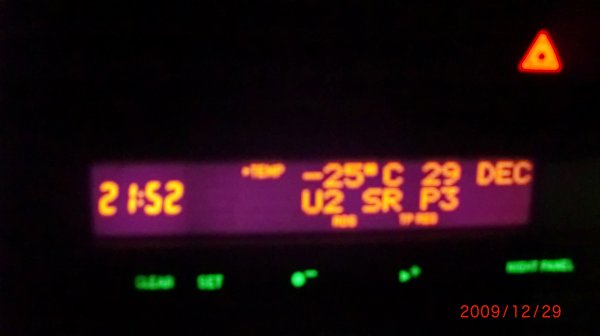 21:52 TEMP -25°C 29 DEC
U2 SR P3
CLEAR SET NIGHT PANEL
2009/12/29